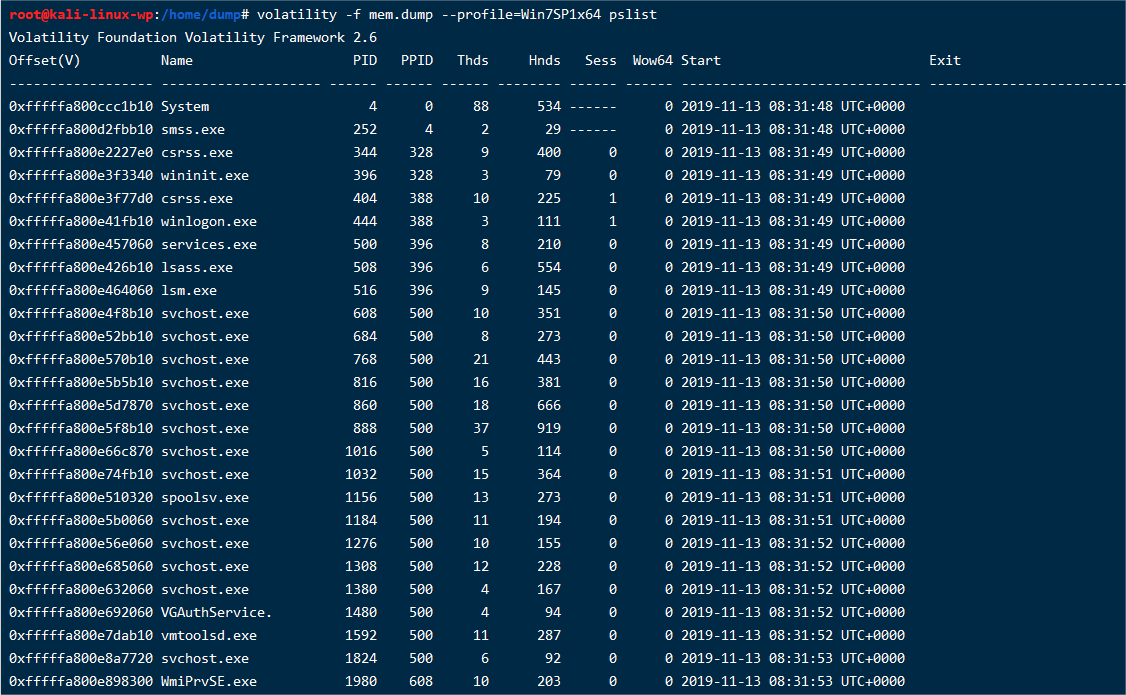 root@kali-linux-wp:/home/dump# volatility -f mem.dump --profile=Win7SP1x64 pslist
Volatility Foundation Volatility Framework 2.6
Offset(V)          Name                    PID   PPID   Thds     Hnds   Sess  Wow64 Start                          Exit
------------------ -------------------- ------ ------ ------ -------- ------ ------ ------------------------------ ------------------------------
0xfffffa800ccc1b10 System                    4      0     88      534 ------      0 2019-11-13 08:31:48 UTC+0000
0xfffffa800d2fbb10 smss.exe                252      4      2       29 ------      0 2019-11-13 08:31:48 UTC+0000
0xfffffa800e2227e0 csrss.exe               344    328      9      400      0      0 2019-11-13 08:31:49 UTC+0000
0xfffffa800e3f3340 wininit.exe             396    328      3       79      0      0 2019-11-13 08:31:49 UTC+0000
0xfffffa800e3f77d0 csrss.exe               404    388     10      225      1      0 2019-11-13 08:31:49 UTC+0000
0xfffffa800e41fb10 winlogon.exe            444    388      3      111      1      0 2019-11-13 08:31:49 UTC+0000
0xfffffa800e457060 services.exe            500    396      8      210      0      0 2019-11-13 08:31:49 UTC+0000
0xfffffa800e426b10 lsass.exe               508    396      6      554      0      0 2019-11-13 08:31:49 UTC+0000
0xfffffa800e464060 lsm.exe                 516    396      9      145      0      0 2019-11-13 08:31:49 UTC+0000
0xfffffa800e4f8b10 svchost.exe             608    500     10      351      0      0 2019-11-13 08:31:50 UTC+0000
0xfffffa800e52bb10 svchost.exe             684    500      8      273      0      0 2019-11-13 08:31:50 UTC+0000
0xfffffa800e570b10 svchost.exe             768    500     21      443      0      0 2019-11-13 08:31:50 UTC+0000
0xfffffa800e5b5b10 svchost.exe             816    500     16      381      0      0 2019-11-13 08:31:50 UTC+0000
0xfffffa800e5d7870 svchost.exe             860    500     18      666      0      0 2019-11-13 08:31:50 UTC+0000
0xfffffa800e5f8b10 svchost.exe             888    500     37      919      0      0 2019-11-13 08:31:50 UTC+0000
0xfffffa800e66c870 svchost.exe            1016    500      5      114      0      0 2019-11-13 08:31:50 UTC+0000
0xfffffa800e74fb10 svchost.exe            1032    500     15      364      0      0 2019-11-13 08:31:51 UTC+0000
0xfffffa800e510320 spoolsv.exe            1156    500     13      273      0      0 2019-11-13 08:31:51 UTC+0000
0xfffffa800e5b0060 svchost.exe            1184    500     11      194      0      0 2019-11-13 08:31:51 UTC+0000
0xfffffa800e56e060 svchost.exe            1276    500     10      155      0      0 2019-11-13 08:31:52 UTC+0000
0xfffffa800e685060 svchost.exe            1308    500     12      228      0      0 2019-11-13 08:31:52 UTC+0000
0xfffffa800e632060 svchost.exe            1380    500      4      167      0      0 2019-11-13 08:31:52 UTC+0000
0xfffffa800e692060 VGAuthService.         1480    500      4       94      0      0 2019-11-13 08:31:52 UTC+0000
0xfffffa800e7dab10 vmtoolsd.exe           1592    500     11      287      0      0 2019-11-13 08:31:52 UTC+0000
0xfffffa800e8a7720 svchost.exe            1824    500      6       92      0      0 2019-11-13 08:31:53 UTC+0000
0xfffffa800e898300 WmiPrvSE.exe           1980    608     10      203      0      0 2019-11-13 08:31:53 UTC+0000